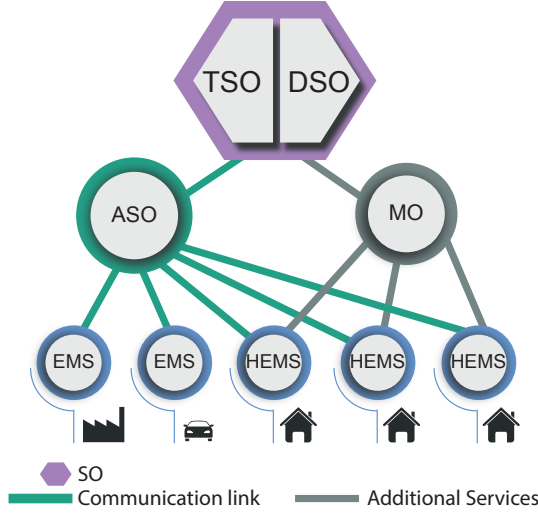 TSO DSO
ASO MO
EMS EMS HEMS HEMS HEMS
SO
Communication link Additional Services